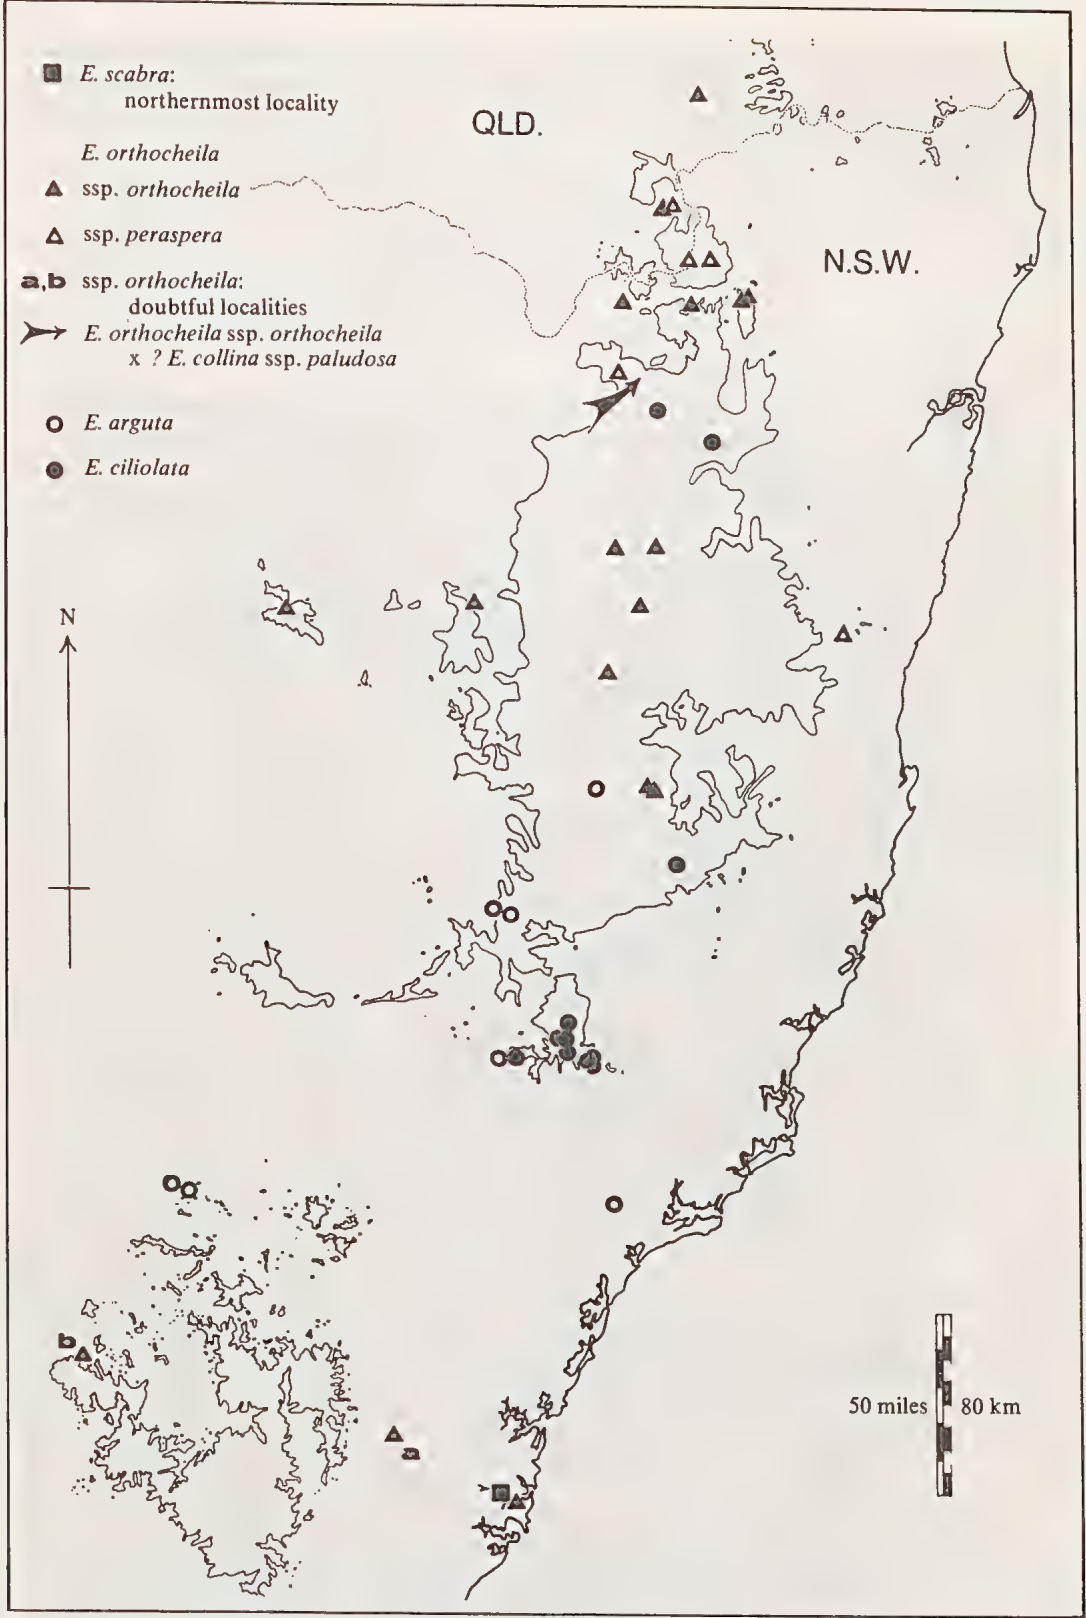 E. scabra:
northernmost locality
QLD.
E. orthocheila
ssp. orthocheila
ssp. peraspera
N.S.W.
a,b ssp. orthocheila:
doubtful localities
E. orthocheila ssp. orthocheila
x ? E. collina ssp. paludosa
E. arguta
E. ciliolata
N
b
50 miles 80 km
a